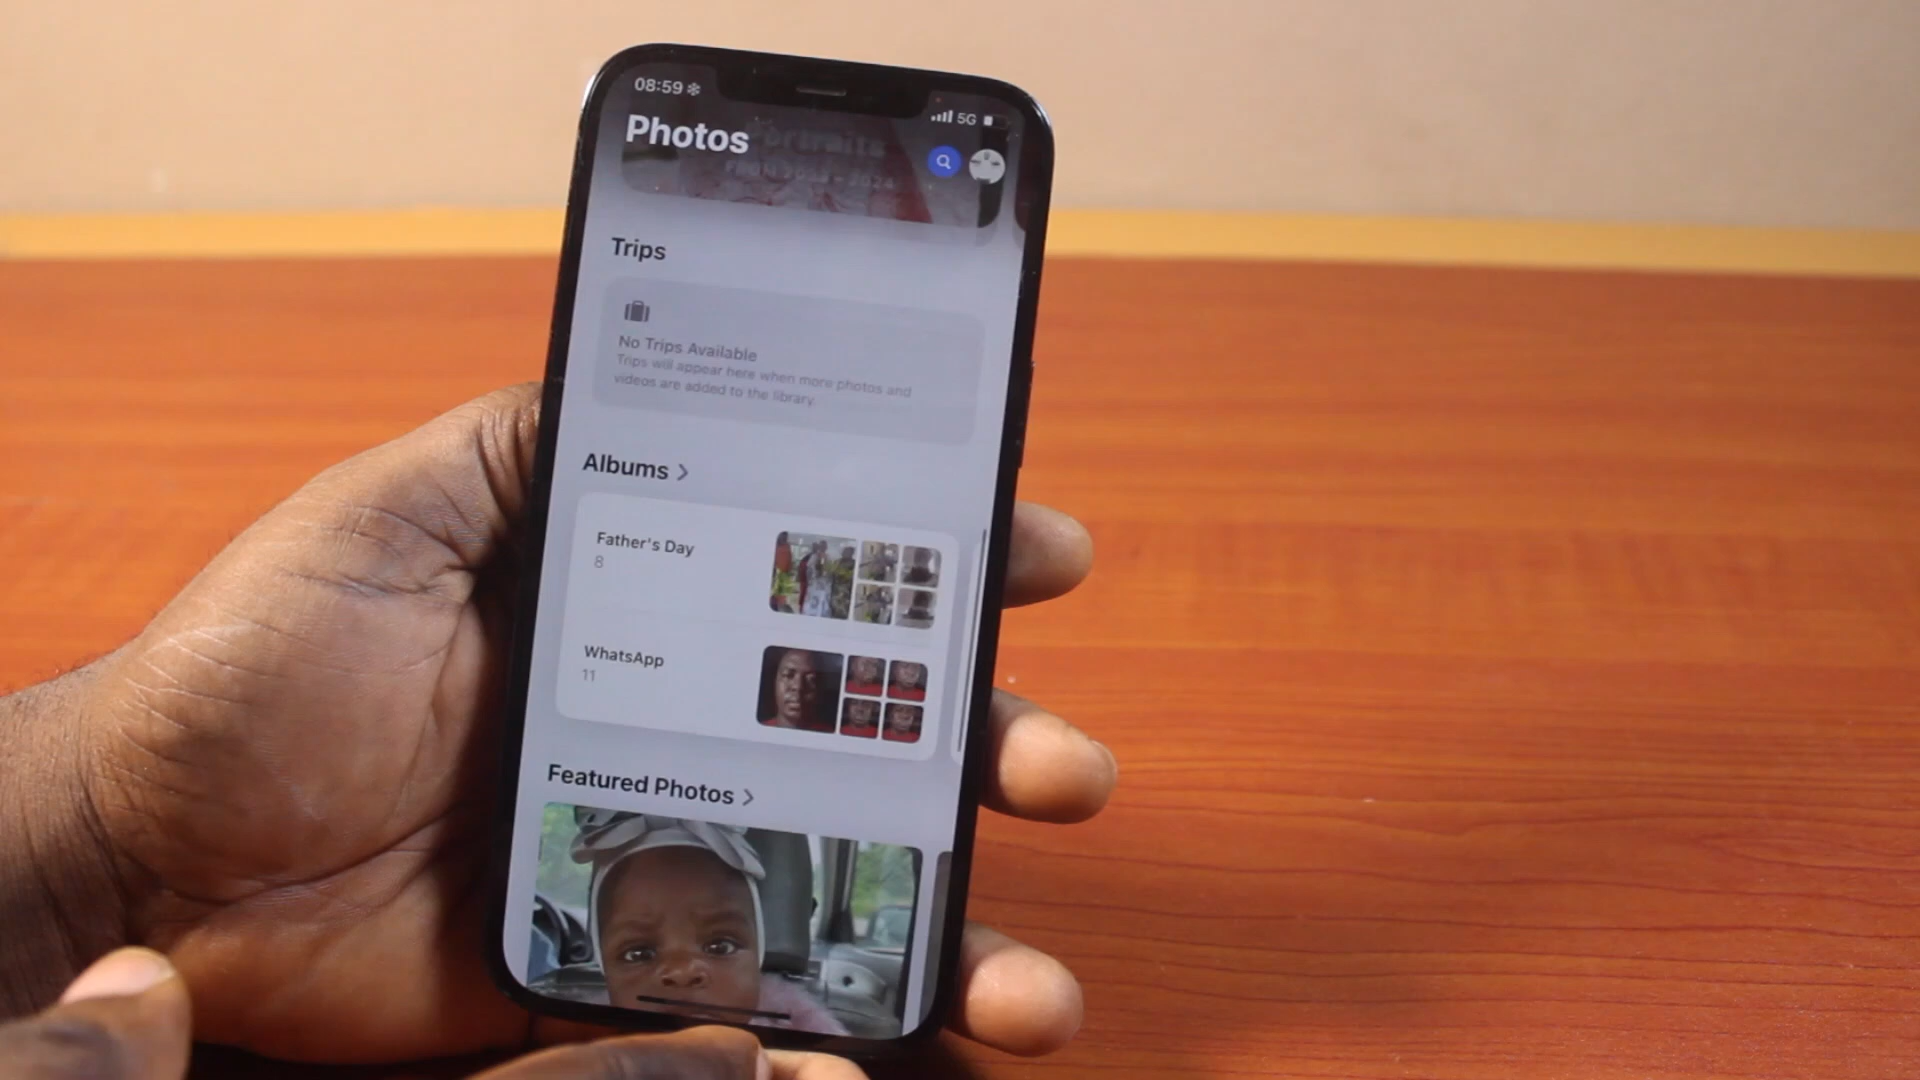 08:59
5G
Photos
Portraits
Trips
No Trips Available
Trips will appear here when more photos and
videos are added to the library.
Albums
Father's Day
8
WhatsApp
11
Featured Photos